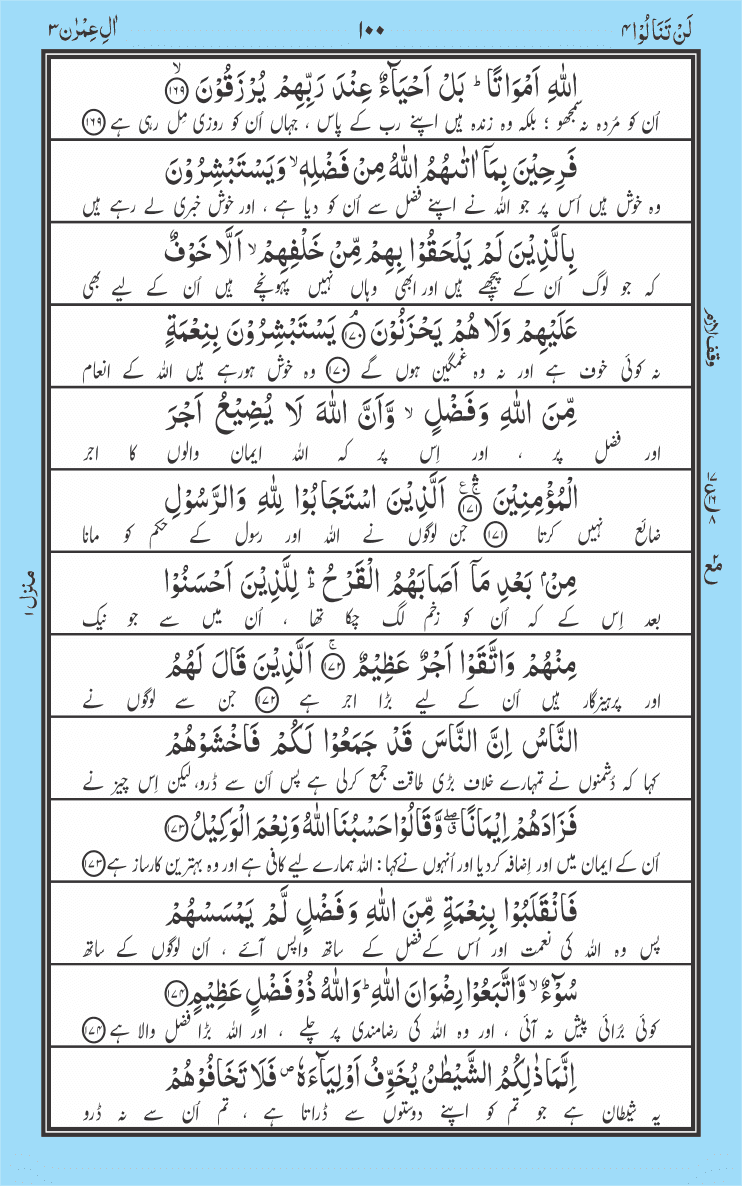 لَنْ تَنَالُوْا ۴
۱۰۰
اٰلِ عِمْرٰن ۳
اللّٰهِ اَمْوَاتًا ؕ بَلْ اَحْيَآءٌ عِنْدَ رَبِّهِمْ يُرْزَقُوْنَ ۙ﴿۱۶۹﴾
اُن کو مُردہ نہ سمجھو ؛ بلکہ وہ زندہ ہیں اپنے رب کے پاس ، جہاں اُن کو روزی مِل رہی ہے ﴿۱۶۹﴾
فَرِحِيْنَ بِمَاۤ اٰتٰىهُمُ اللّٰهُ مِنْ فَضْلِهٖ ۙ وَيَسْتَبْشِرُوْنَ
وہ خوش ہیں اُس پر جو اللہ نے اپنے فضل سے اُن کو دیا ہے ، اور خوش خبری لے رہے ہیں
بِالَّذِيْنَ لَمْ يَلْحَقُوْا بِهِمْ مِّنْ خَلْفِهِمْ ۙ اَلَّا خَوْفٌ
کہ جو لوگ اُن کے پیچھے ہیں اور ابھی وہاں نہیں پہونچے ہیں اُن کے لیے بھی
عَلَيْهِمْ وَلَا هُمْ يَحْزَنُوْنَ ۘ﴿۱۷۰﴾ يَسْتَبْشِرُوْنَ بِنِعْمَةٍ
وقف لازم
نہ کوئی خوف ہے اور نہ وہ غمگین ہوں گے ﴿۱۷۰﴾ وہ خوش ہورہے ہیں اللہ کے انعام
مِّنَ اللّٰهِ وَفَضْلٍ ۙ وَّاَنَّ اللّٰهَ لَا يُضِيْعُ اَجْرَ
اور فضل پر ، اور اِس پر کہ اللہ ایمان والوں کا اجر
الْمُؤْمِنِيْنَ ۚۛ﴿۱۷۱﴾ اَلَّذِيْنَ اسْتَجَابُوْا لِلّٰهِ وَالرَّسُوْلِ
ضائع نہیں کرتا ﴿۱۷۱﴾ جن لوگوں نے اللہ اور رسول کے حکم کو مانا
مِنْۢ بَعْدِ مَاۤ اَصَابَهُمُ الْقَرْحُ ؕۛ لِلَّذِيْنَ اَحْسَنُوْا
منزل ۱
بعد اِس کے کہ اُن کو زخم لگ چکا تھا ، اُن میں سے جو نیک
مِنْهُمْ وَاتَّقَوْا اَجْرٌ عَظِيْمٌ ۚ﴿۱۷۲﴾ اَلَّذِيْنَ قَالَ لَهُمُ
اور پرہیزگار ہیں اُن کے لیے بڑا اجر ہے ﴿۱۷۲﴾ جن سے لوگوں نے
النَّاسُ اِنَّ النَّاسَ قَدْ جَمَعُوْا لَكُمْ فَاخْشَوْهُمْ
کہا کہ دُشمنوں نے تمہارے خلاف بڑی طاقت جمع کرلی ہے پس اُن سے ڈرو، لیکن اِس چیز نے
فَزَادَهُمْ اِيْمَانًا ۖۗ وَّقَالُوْا حَسْبُنَا اللّٰهُ وَنِعْمَ الْوَكِيْلُ ﴿۱۷۳﴾
اُن کے ایمان میں اور اِضافہ کردیا اور اُنہوں نے کہا : اللہ ہمارے لیے کافی ہے اور وہ بہترین کارساز ہے ﴿۱۷۳﴾
فَانْقَلَبُوْا بِنِعْمَةٍ مِّنَ اللّٰهِ وَفَضْلٍ لَّمْ يَمْسَسْهُمْ
پس وہ اللہ کی نعمت اور اُس کے فضل کے ساتھ واپس آئے ، اُن لوگوں کے ساتھ
سُوْٓءٌ ۙ وَّاتَّبَعُوْا رِضْوَانَ اللّٰهِ ؕ وَاللّٰهُ ذُوْ فَضْلٍ عَظِيْمٍ ﴿۱۷۴﴾
کوئی بُرائی پیش نہ آئی ، اور وہ اللہ کی رضامندی پر چلے ، اور اللہ بڑا فضل والا ہے ﴿۱۷۴﴾
اِنَّمَا ذٰلِكُمُ الشَّيْطٰنُ يُخَوِّفُ اَوْلِيَآءَهٗ ۪ فَلَا تَخَافُوْهُمْ
یہ شیطان ہے جو تم کو اپنے دوستوں سے ڈراتا ہے ، تم اُن سے نہ ڈرو